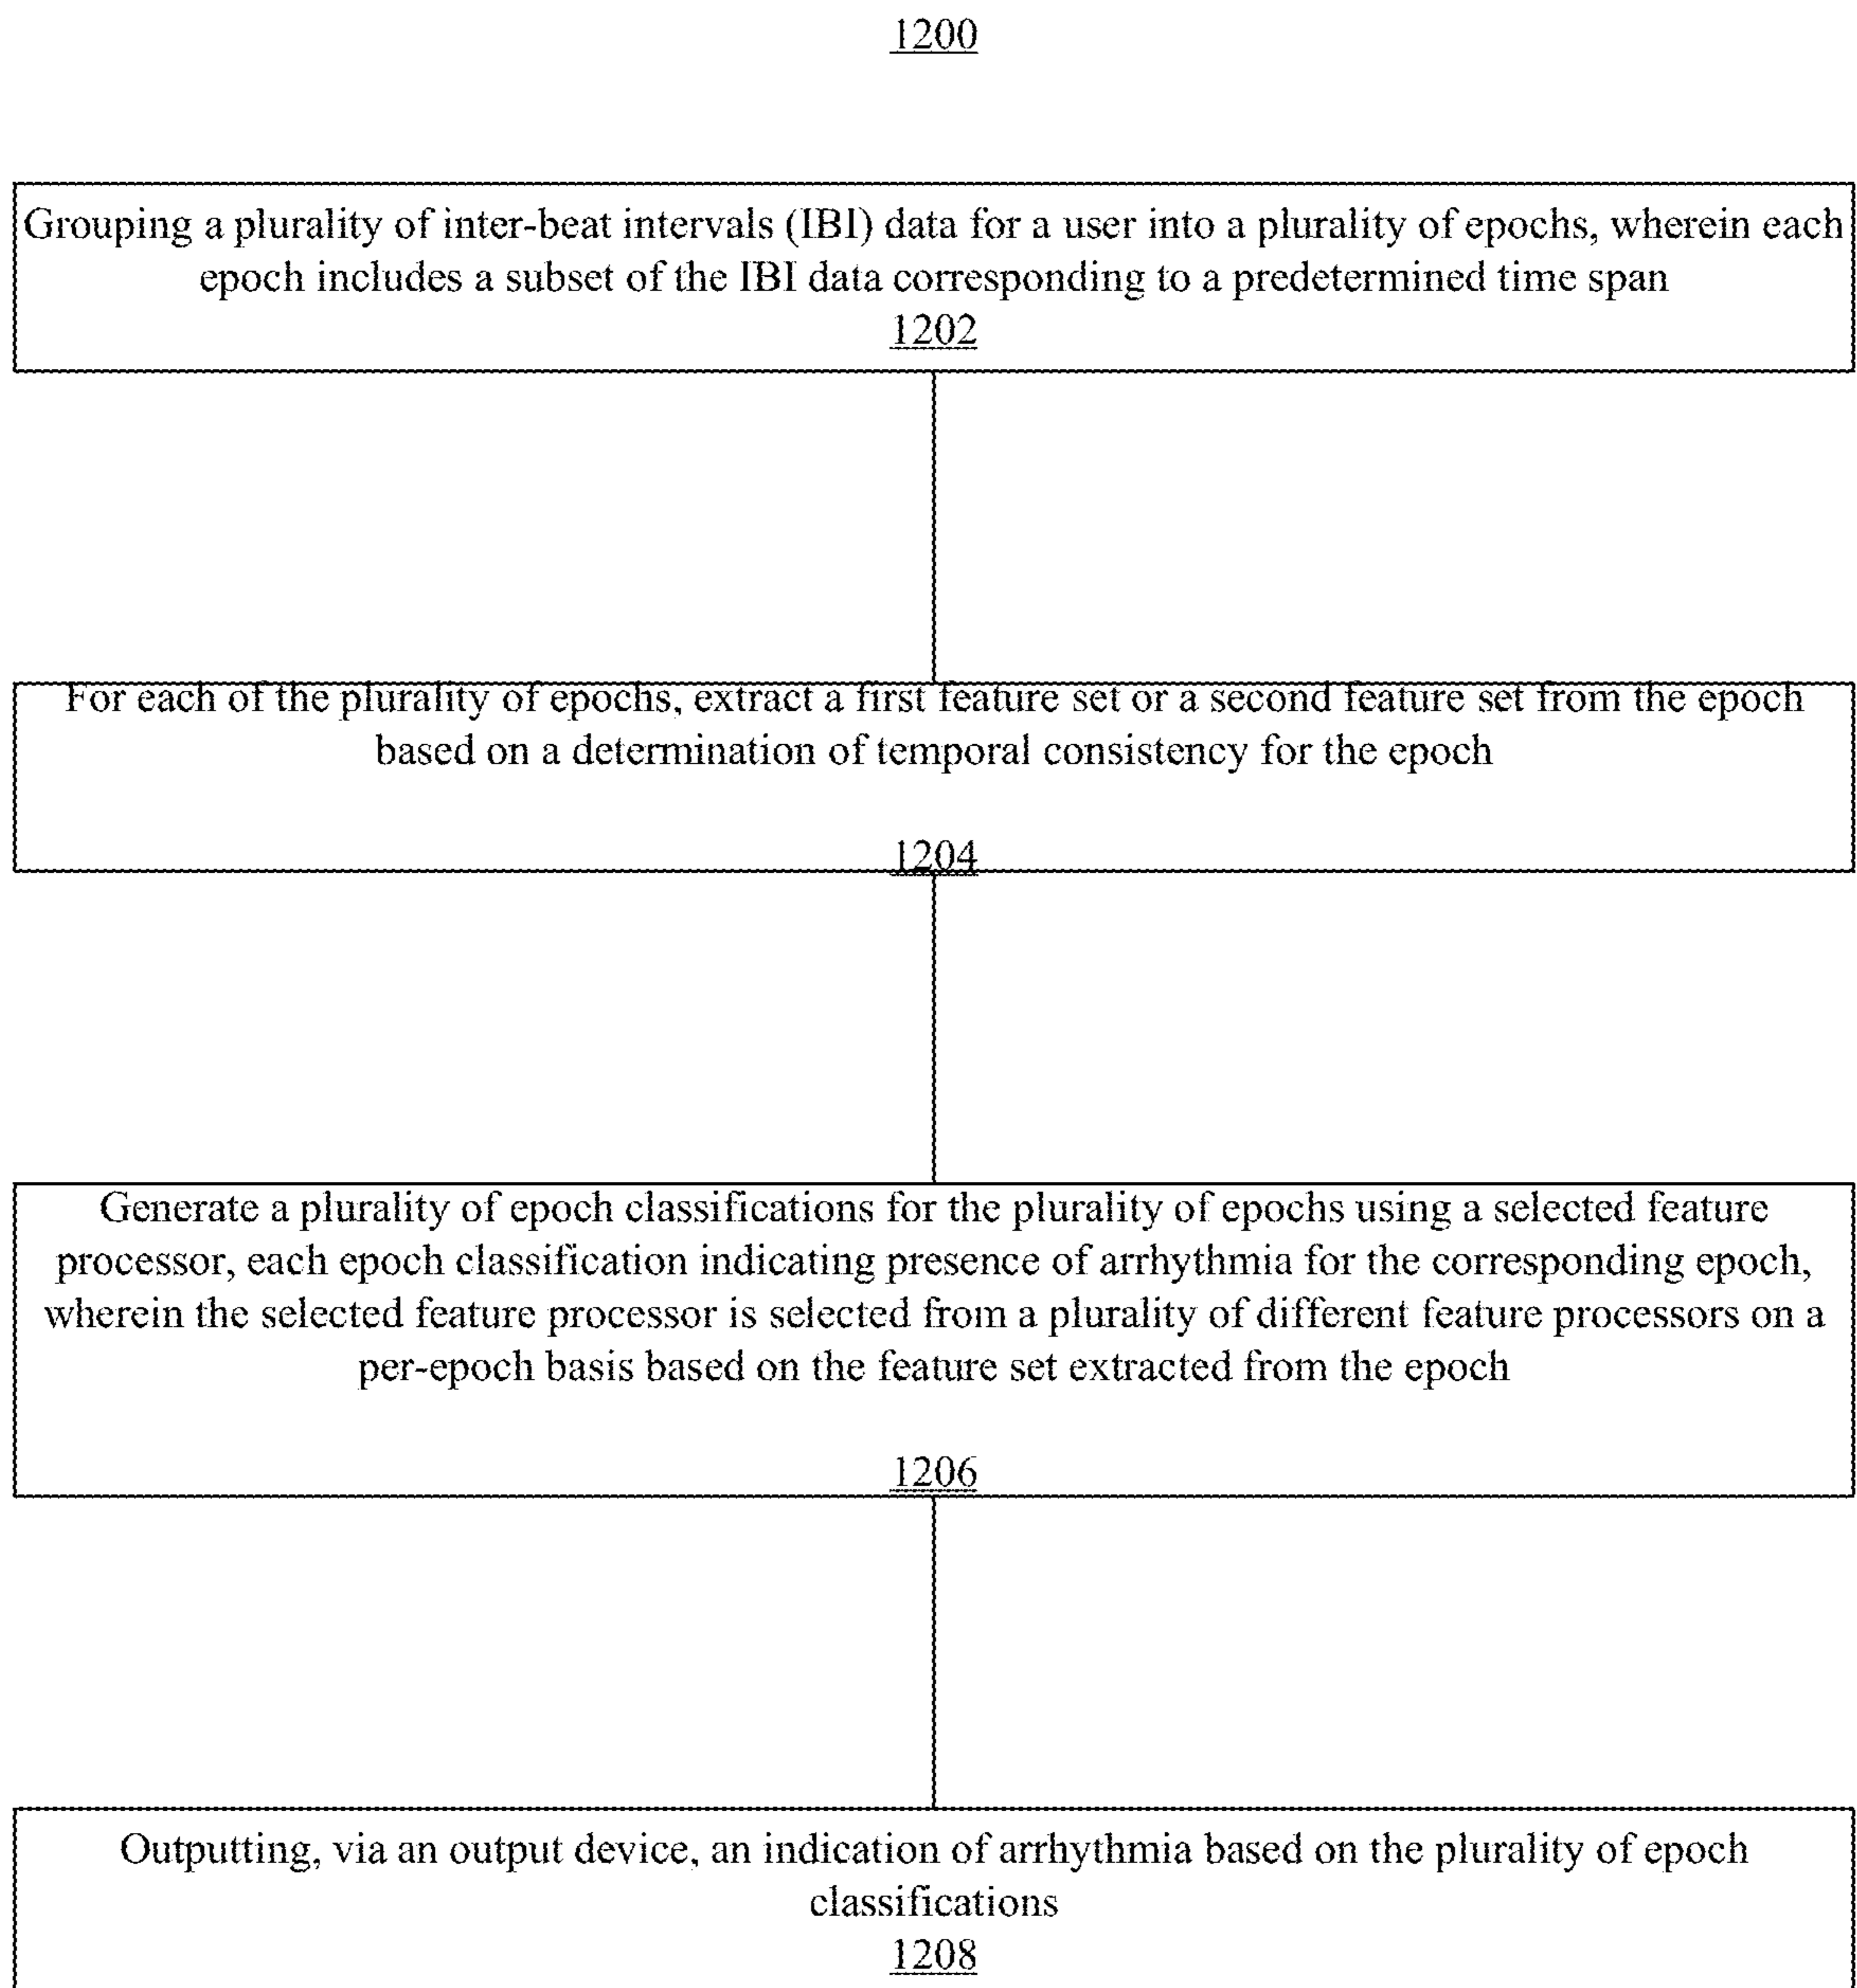 1200
Grouping a plurality of inter-beat intervals (IBI) data for a user into a plurality of epochs, wherein each
epoch includes a subset of the IBI data corresponding to a predetermined time span
1202
For each of the plurality of epochs, extract a first feature set or a second feature set from the epoch
based on a determination of temporal consistency for the epoch
1204
Generate a plurality of epoch classifications for the plurality of epochs using a selected feature
processor, each epoch classification indicating presence of arrhythmia for the corresponding epoch,
wherein the selected feature processor is selected from a plurality of different feature processors on a
per-epoch basis based on the feature set extracted from the epoch
1206
Outputting, via an output device, an indication of arrhythmia based on the plurality of epoch
classifications
1208